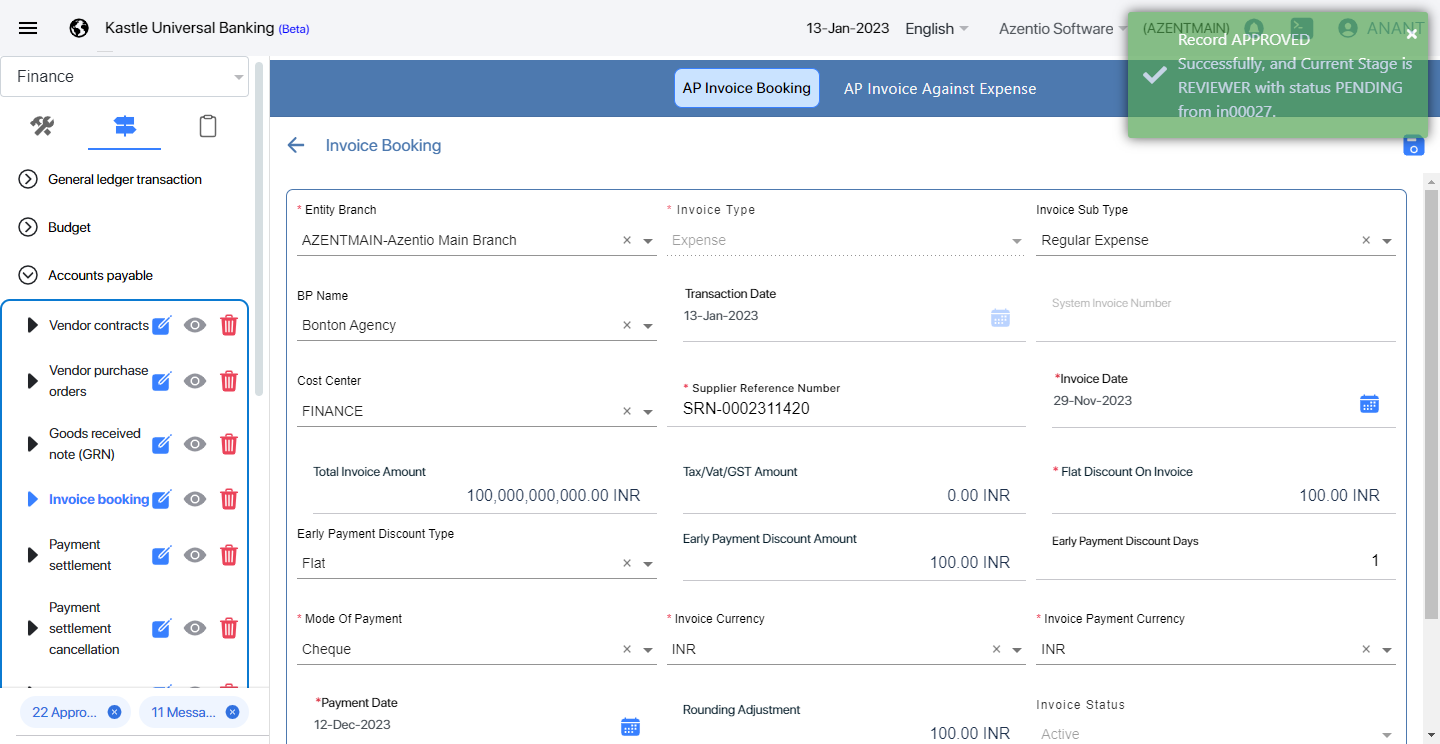 Kastle Universal Banking (Beta)
13-Jan-2023
English
Azentio Software
(AZENTMAIN)
ANANT
Record APPROVED
Successfully, and Current Stage is
REVIEWER with status PENDING
from in00027.
Finance
AP Invoice Booking
AP Invoice Against Expense
Invoice Booking
General ledger transaction
Budget
Accounts payable
Vendor contracts
Vendor purchase
orders
Goods received
note (GRN)
Invoice booking
Payment
settlement
Payment
settlement
cancellation
22 Appro...
11 Messa...
* Entity Branch
AZENTMAIN-Azentio Main Branch
* Invoice Type
Expense
Invoice Sub Type
Regular Expense
BP Name
Bonton Agency
Transaction Date
13-Jan-2023
System Invoice Number
Cost Center
FINANCE
* Supplier Reference Number
SRN-0002311420
*Invoice Date
29-Nov-2023
Total Invoice Amount
100,000,000,000.00 INR
Tax/Vat/GST Amount
0.00 INR
* Flat Discount On Invoice
100.00 INR
Early Payment Discount Type
Flat
Early Payment Discount Amount
100.00 INR
Early Payment Discount Days
1
* Mode Of Payment
Cheque
* Invoice Currency
INR
* Invoice Payment Currency
INR
*Payment Date
12-Dec-2023
Rounding Adjustment
100.00 INR
Invoice Status
Active